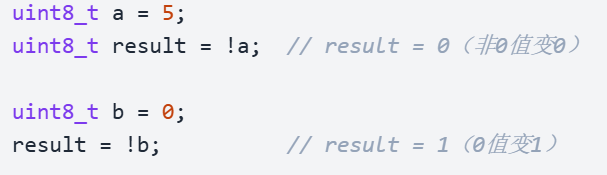 uint8_t a = 5;
uint8_t result = !a;  // result = 0（非0值变0）
uint8_t b = 0;
result = !b;          // result = 1（0值变1）